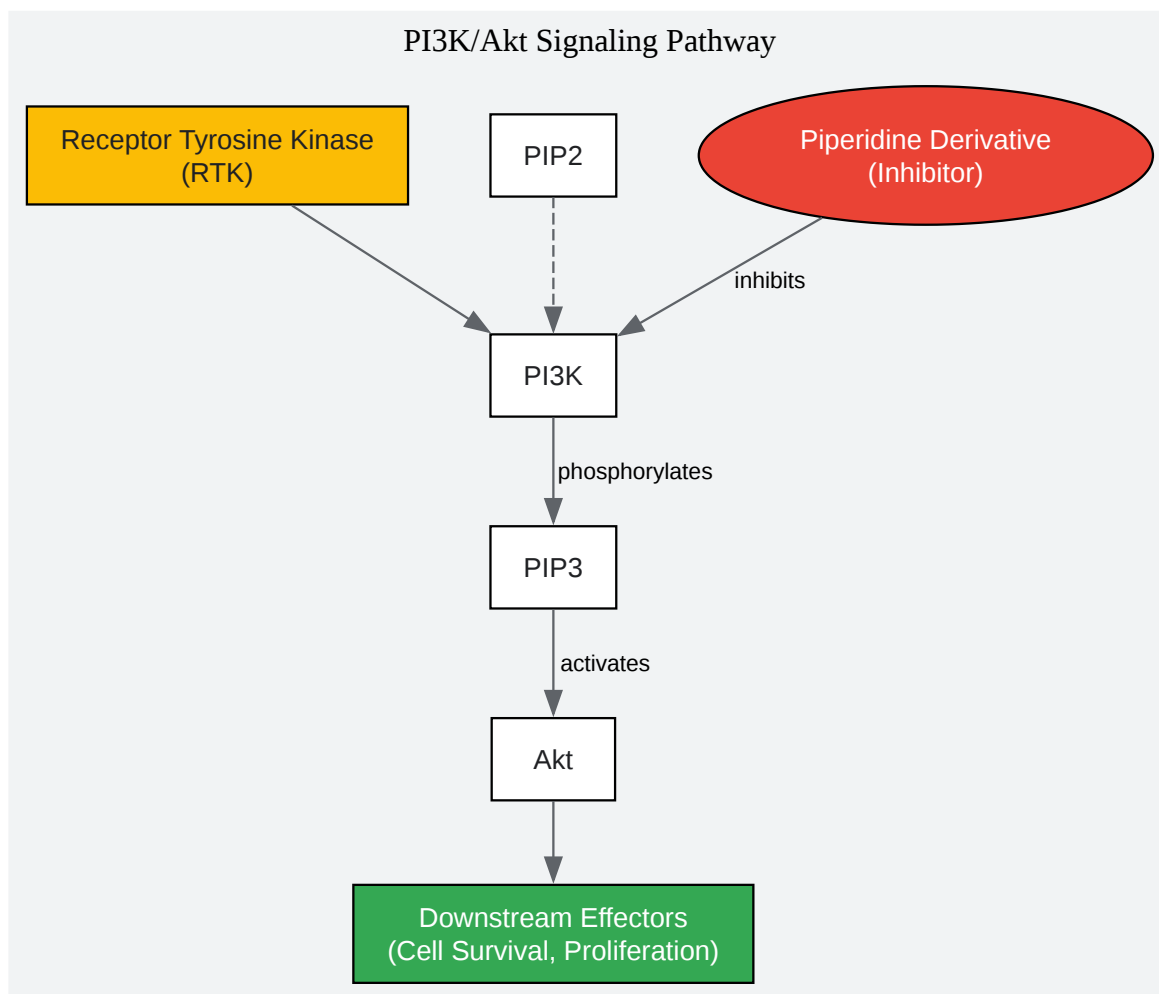 PI3K/Akt Signaling Pathway
Receptor Tyrosine Kinase
(RTK)
PIP2
Piperidine Derivative
(Inhibitor)
inhibits
PI3K
phosphorylates
PIP3
activates
Akt
Downstream Effectors
(Cell Survival, Proliferation)